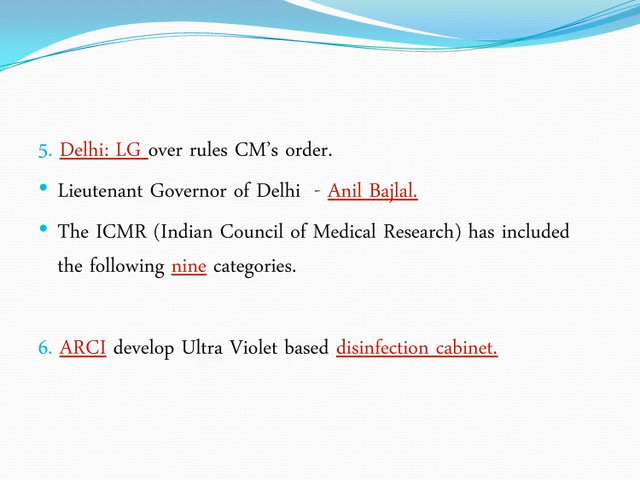 5. Delhi: LG over rules CM's order.
• Lieutenant Governor of Delhi - Anil Bajlal.
• The ICMR (Indian Council of Medical Research) has included
the following nine categories.
6. ARCI develop Ultra Violet based disinfection cabinet.